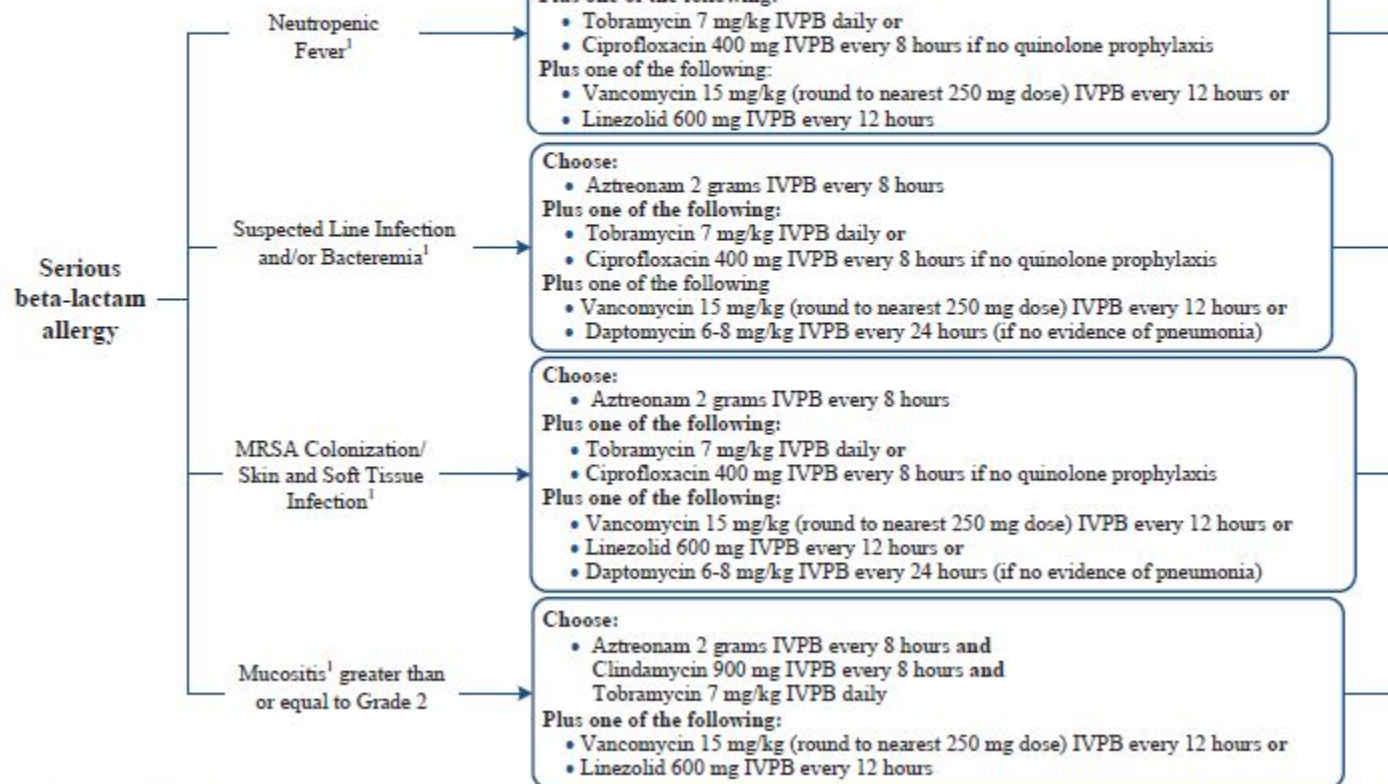 Plus one of the following:
Neutropenic
Fever1
• Tobramycin 7 mg/kg IVPB daily or
• Ciprofloxacin 400 mg IVPB every 8 hours if no quinolone prophylaxis
Plus one of the following:
• Vancomycin 15 mg/kg (round to nearest 250 mg dose) IVPB every 12 hours or
• Linezolid 600 mg IVPB every 12 hours
Serious
beta-lactam
allergy
Suspected Line Infection
and/or Bacteremia1
Choose:
• Aztreonam 2 grams IVPB every 8 hours
Plus one of the following:
• Tobramycin 7 mg/kg IVPB daily or
• Ciprofloxacin 400 mg IVPB every 8 hours if no quinolone prophylaxis
Plus one of the following
• Vancomycin 15 mg/kg (round to nearest 250 mg dose) IVPB every 12 hours or
• Daptomycin 6-8 mg/kg IVPB every 24 hours (if no evidence of pneumonia)
MRSA Colonization/
Skin and Soft Tissue
Infection1
Choose:
• Aztreonam 2 grams IVPB every 8 hours
Plus one of the following:
• Tobramycin 7 mg/kg IVPB daily or
• Ciprofloxacin 400 mg IVPB every 8 hours if no quinolone prophylaxis
Plus one of the following:
• Vancomycin 15 mg/kg (round to nearest 250 mg dose) IVPB every 12 hours or
• Linezolid 600 mg IVPB every 12 hours or
• Daptomycin 6-8 mg/kg IVPB every 24 hours (if no evidence of pneumonia)
Mucositis1 greater than
or equal to Grade 2
Choose:
• Aztreonam 2 grams IVPB every 8 hours and
Clindamycin 900 mg IVPB every 8 hours and
Tobramycin 7 mg/kg IVPB daily
Plus one of the following:
• Vancomycin 15 mg/kg (round to nearest 250 mg dose) IVPB every 12 hours or
• Linezolid 600 mg IVPB every 12 hours